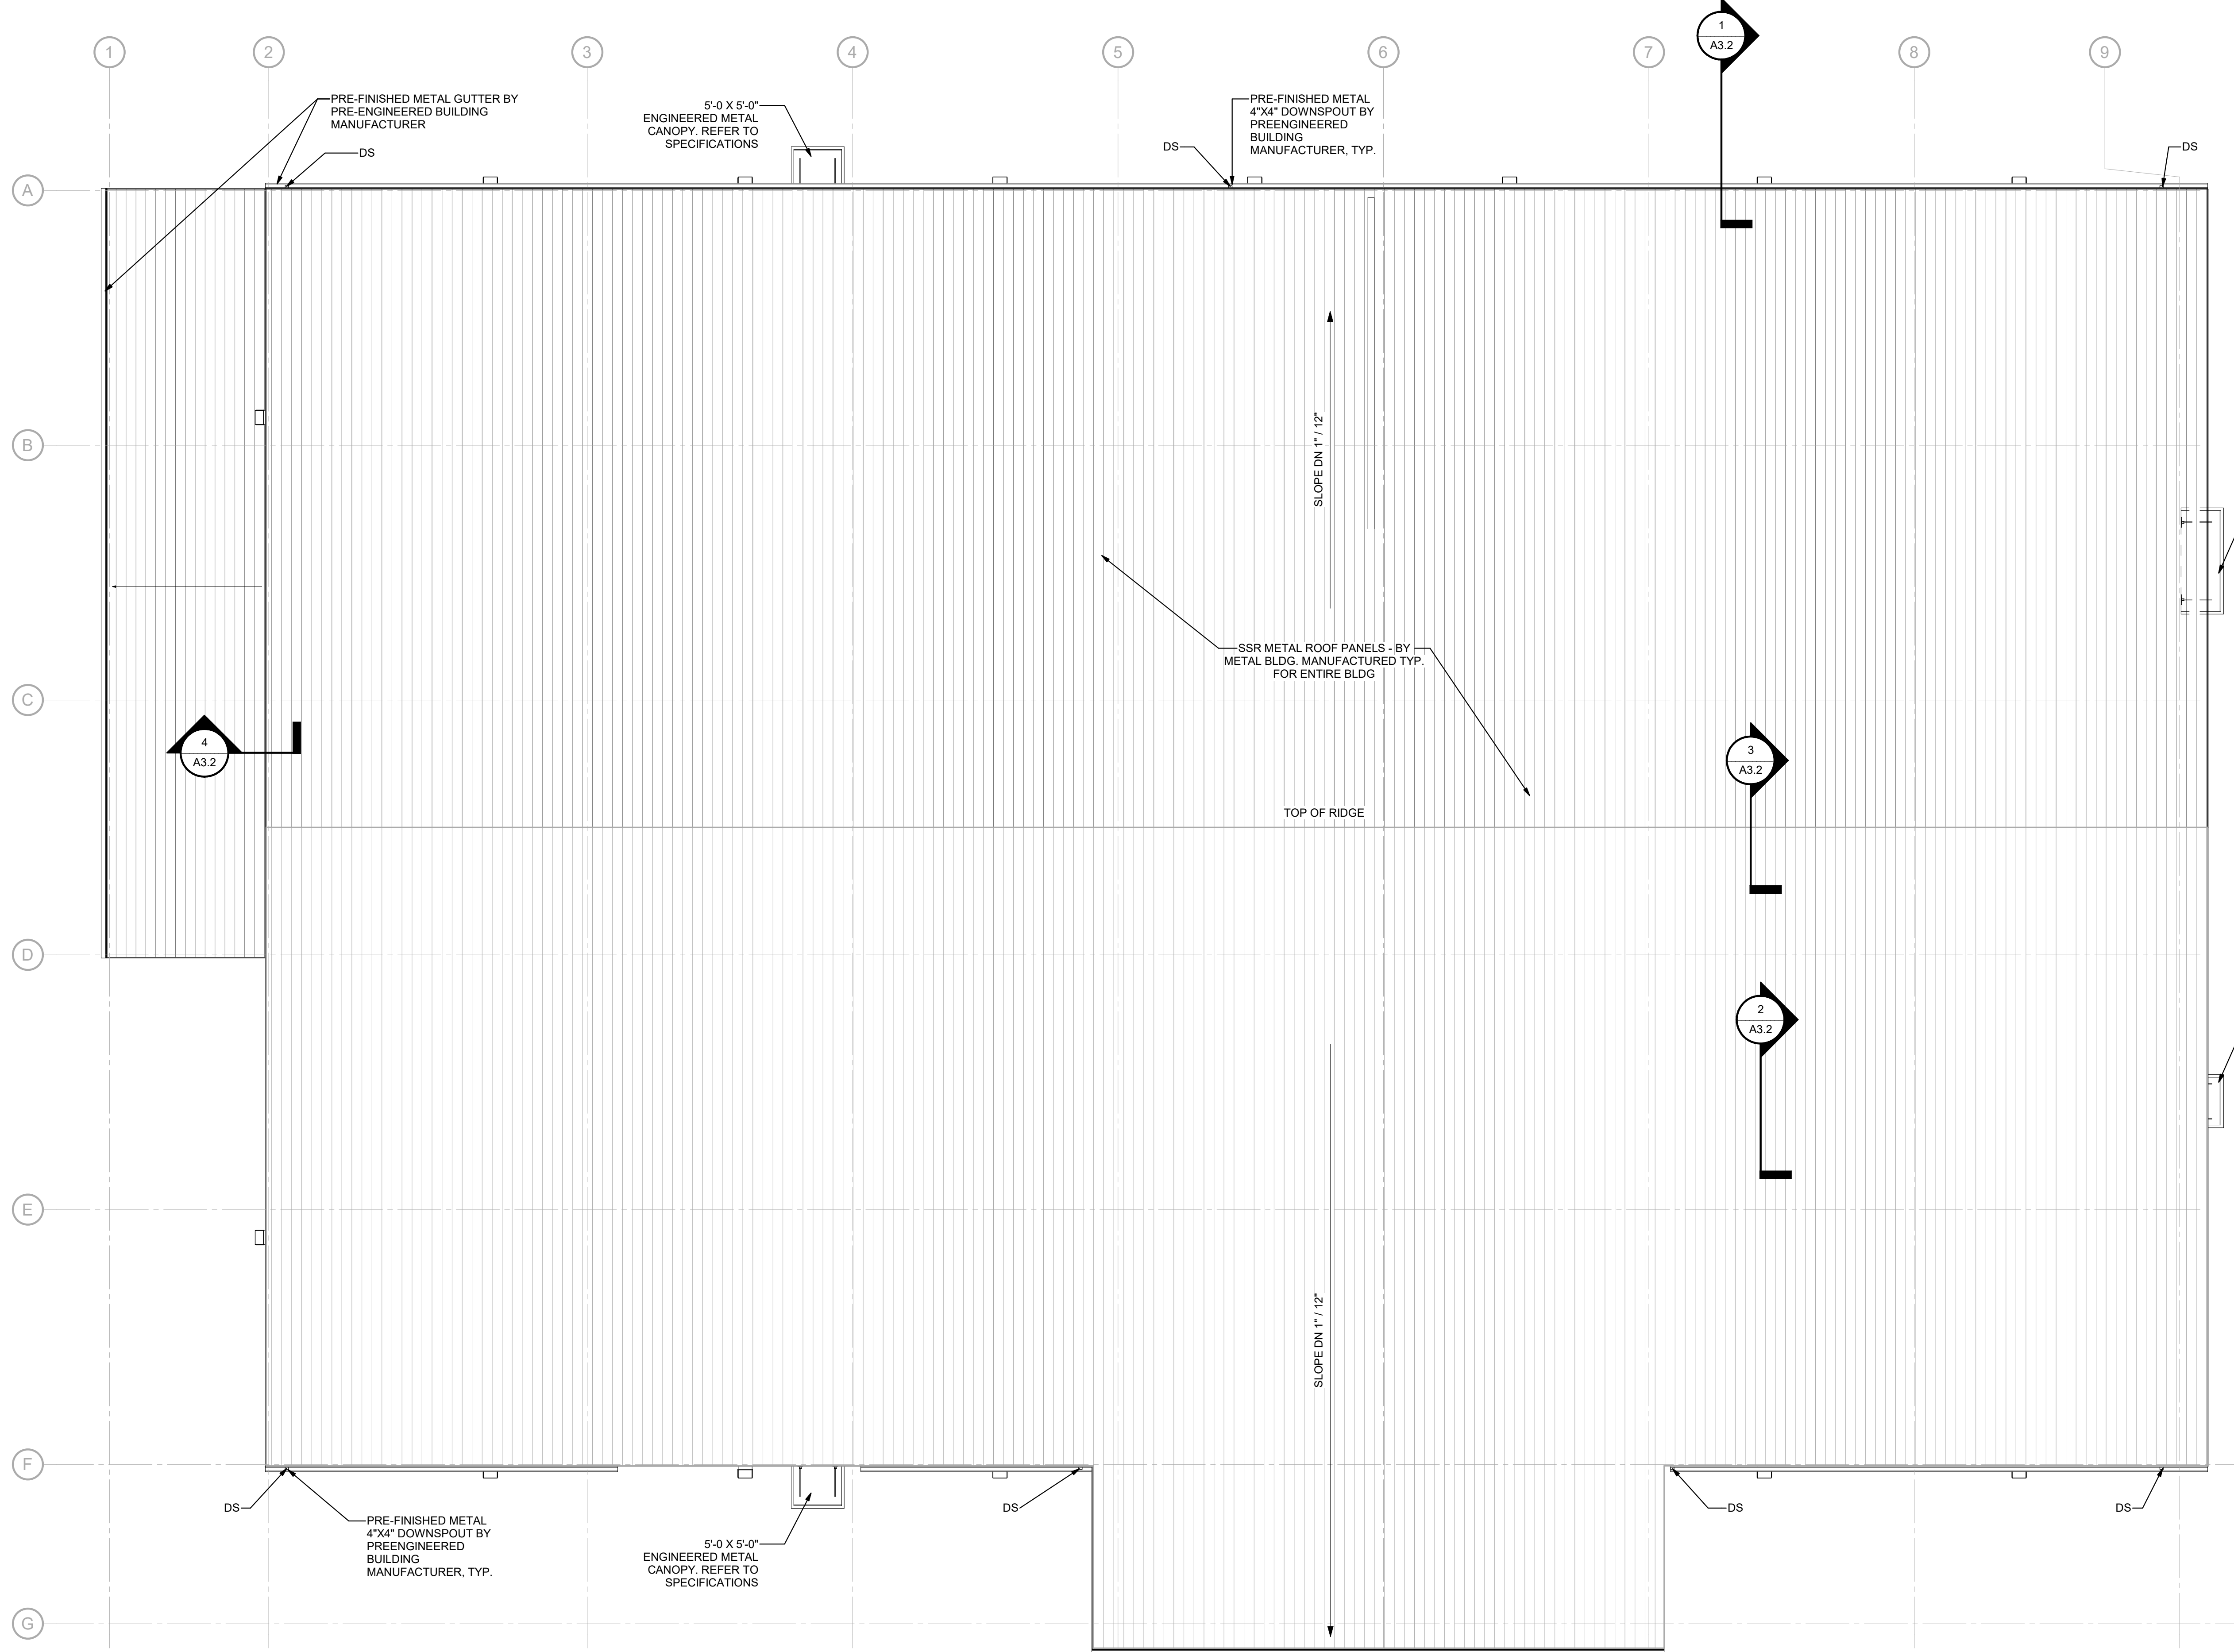 1
A3.2
1
2
3
4
5
6
7
8
9
PRE-FINISHED METAL GUTTER BY
PRE-ENGINEERED BUILDING
MANUFACTURER
DS
5'-0 X 5'-0"
ENGINEERED METAL
CANOPY. REFER TO
SPECIFICATIONS
PRE-FINISHED METAL
4"X4" DOWNSPOUT BY
PREENGINEERED
BUILDING
MANUFACTURER, TYP.
DS
DS
A
B
SLOPE DN 1" / 12"
SSR METAL ROOF PANELS - BY
METAL BLDG. MANUFACTURED TYP.
FOR ENTIRE BLDG
C
4
A3.2
3
A3.2
TOP OF RIDGE
D
2
A3.2
E
SLOPE DN 1" / 12"
F
DS
PRE-FINISHED METAL
4"X4" DOWNSPOUT BY
PREENGINEERED
BUILDING
MANUFACTURER, TYP.
5'-0 X 5'-0"
ENGINEERED METAL
CANOPY. REFER TO
SPECIFICATIONS
DS
DS
DS
G